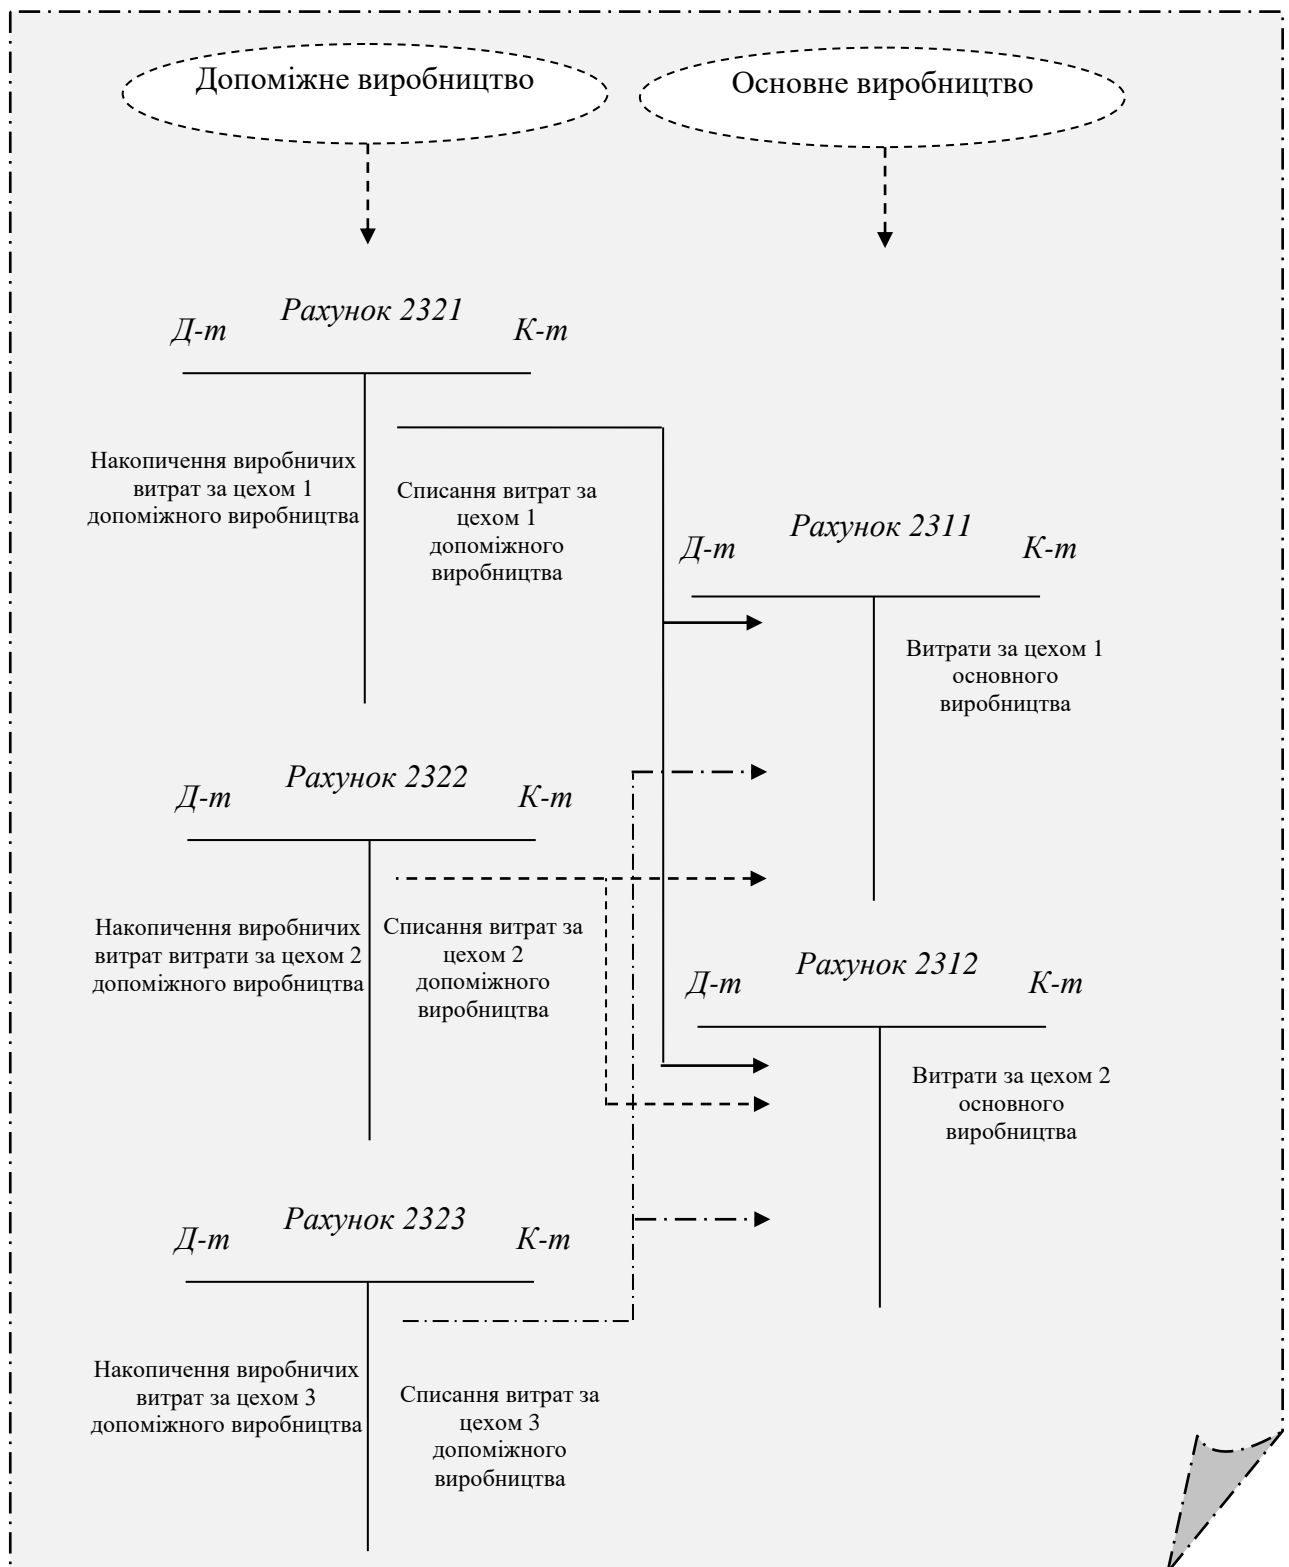 Допоміжне виробництво
Основне виробництво
Рахунок 2321
Д-т
К-т
Накопичення виробничих
витрат за цехом 1
допоміжного виробництва
Списання витрат за
цехом 1
допоміжного
виробництва
Рахунок 2311
Д-т
К-т
Витрати за цехом 1
основного
виробництва
Рахунок 2322
Д-т
К-т
Накопичення виробничих
витрат витрати за цехом 2
допоміжного виробництва
Списання витрат за
цехом 2
допоміжного
виробництва
Рахунок 2312
Д-т
К-т
Витрати за цехом 2
основного
виробництва
Рахунок 2323
Д-т
К-т
Накопичення виробничих
витрат за цехом 3
допоміжного виробництва
Списання витрат за
цехом 3
допоміжного
виробництва